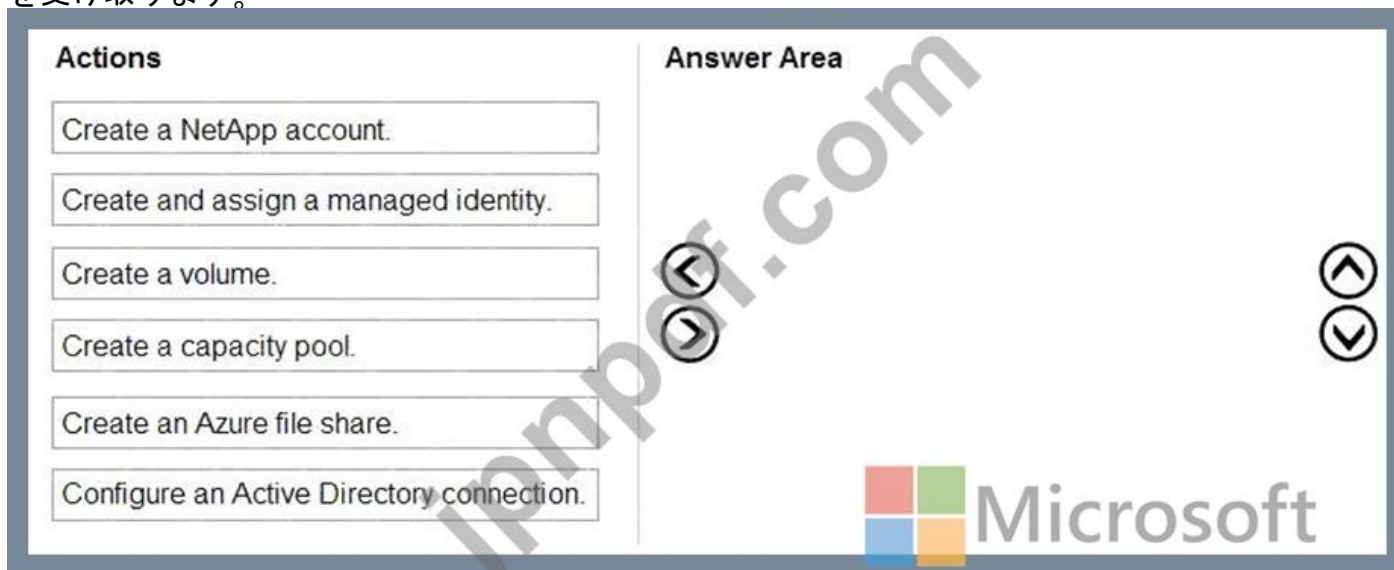 を受け取ります。
Actions
Answer Area
Create a NetApp account.
Create and assign a managed identity.
Create a volume.
Create a capacity pool.
Create an Azure file share.
Configure an Active Directory connection.
jpnpdf.com
Microsoft